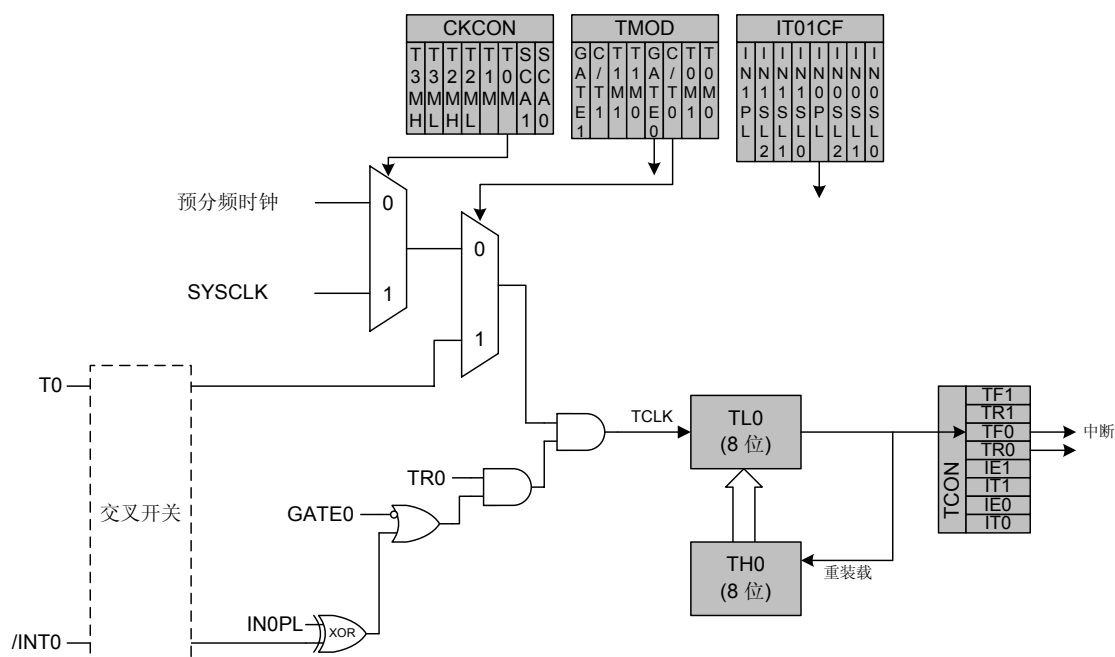 CKCON
T3MH
T3ML
T2MH
T2ML
T1M
T0M
SCA1
SCA0
TMOD
GATE1
C/T1
T1M1
T1M0
GATE0
C/T0
T0M1
T0M0
IT01CF
IN1PL
IN1SL2
IN1SL1
IN1SL0
IN0PL
IN0SL2
IN0SL1
IN0SL0
预分频时钟
0
SYSCLK
1
0
1
T0
交叉开关
/INT0
TR0
GATE0
IN0PL
XOR
TCLK
TL0
(8 位)
TH0
(8 位)
重装载
TCON
TF1
TR1
TF0
TR0
IE1
IT1
IE0
IT0
中断